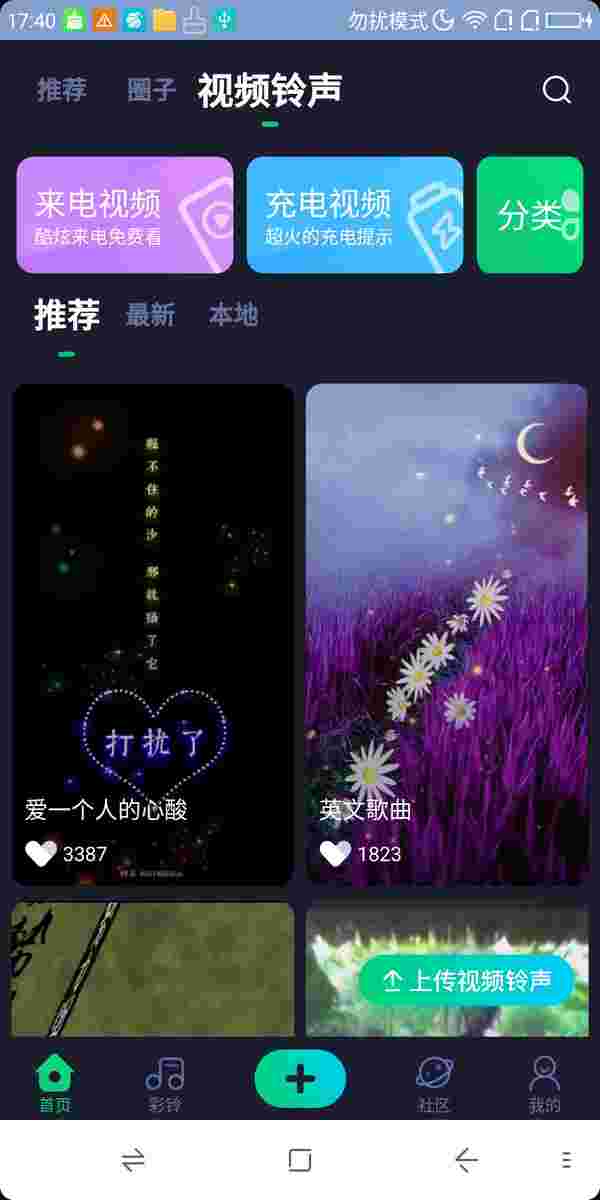 17:40 勿扰模式
推荐 圈子 视频铃声
来电视频
酷炫来电免费看
充电视频
超火的充电提示
分类
推荐 最新 本地
握不住的沙 那就扬了它
打扰了
爱一个人的心酸
3387
英文歌曲
1823
上传视频铃声
首页 彩铃 社区 我的